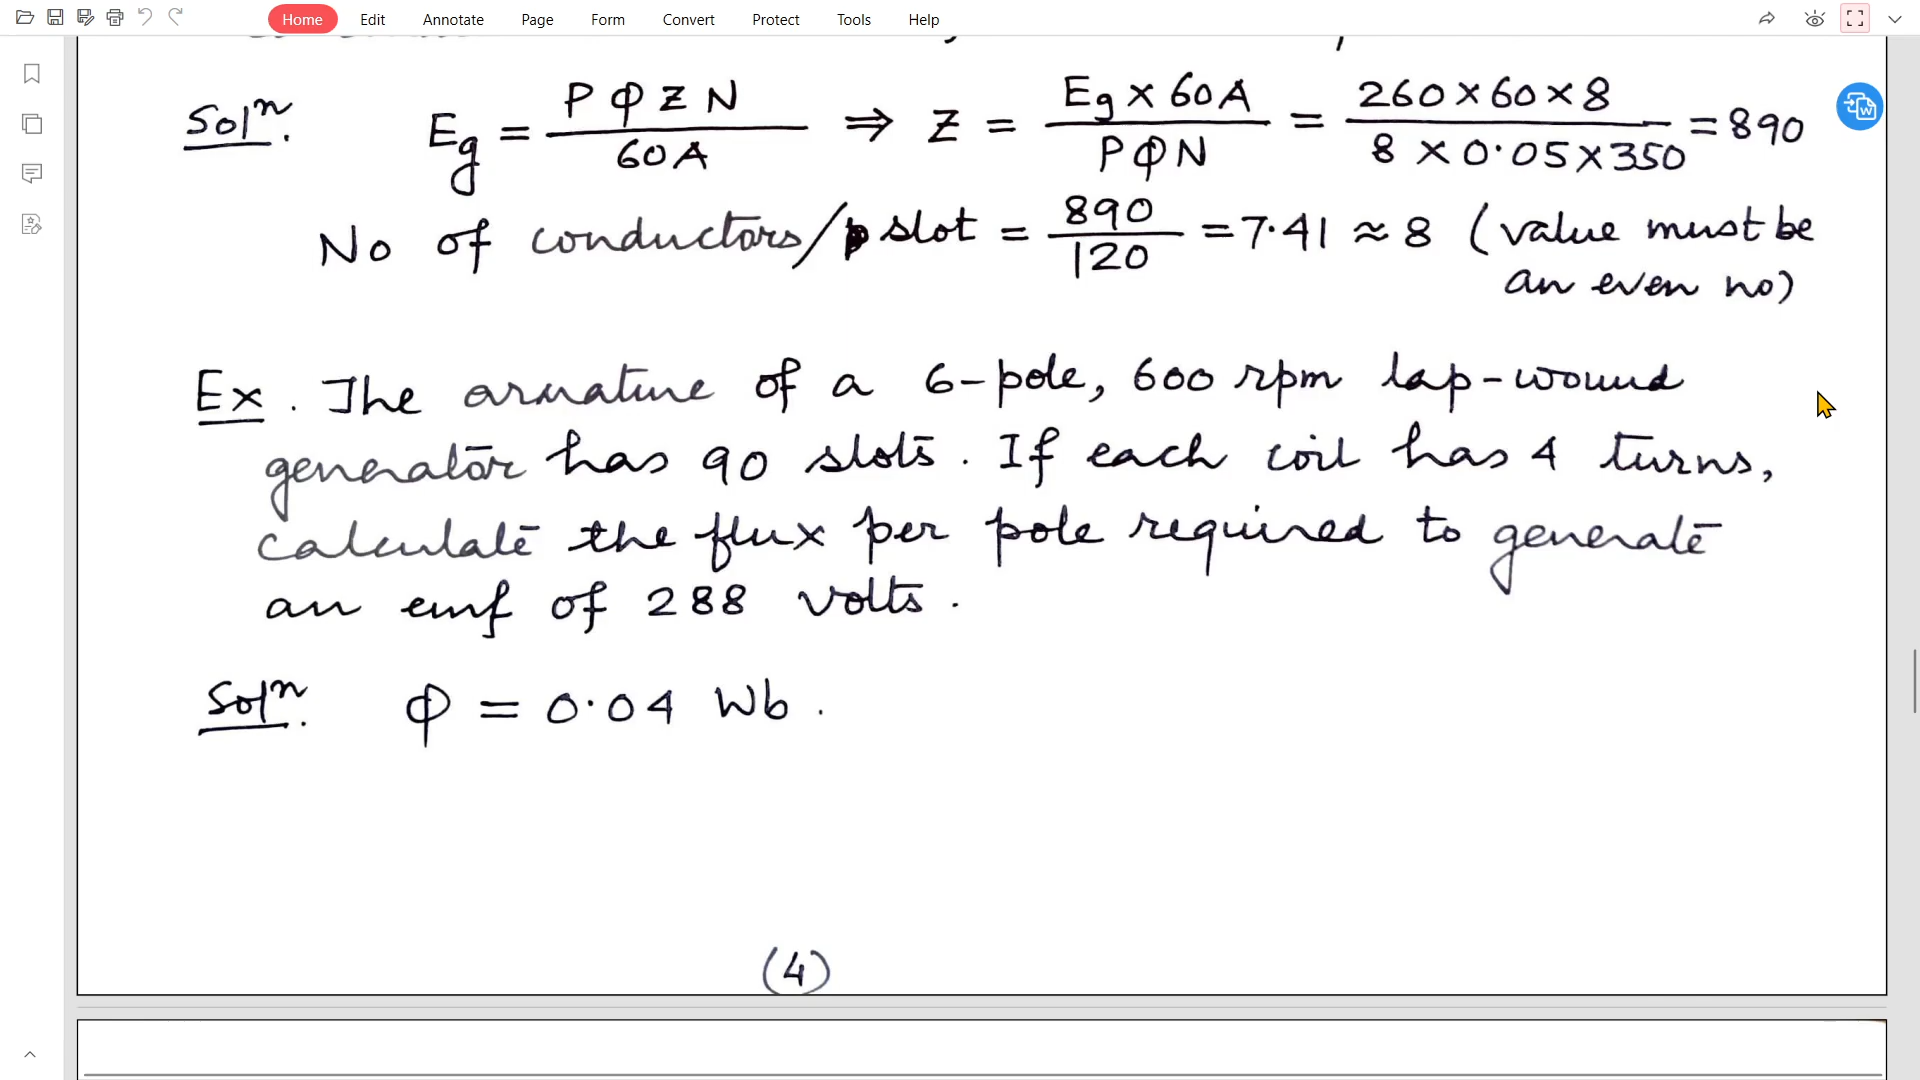 Home Edit Annotate Page Form Convert Protect Tools Help
Solⁿ. Eg = PΦZN / 60A ⇒ Z = Eg × 60A / PΦN = 260×60×8 / 8 × 0.05×350 = 890
No of conductors/slot = 890 / 120 = 7.41 ≈ 8 (value must be
an even no)
Ex. The armature of a 6-pole, 600 rpm lap-wound
generator has 90 slots. If each coil has 4 turns,
calculate the flux per pole required to generate
an emf of 288 volts.
Solⁿ. Φ = 0.04 Wb.
(4)